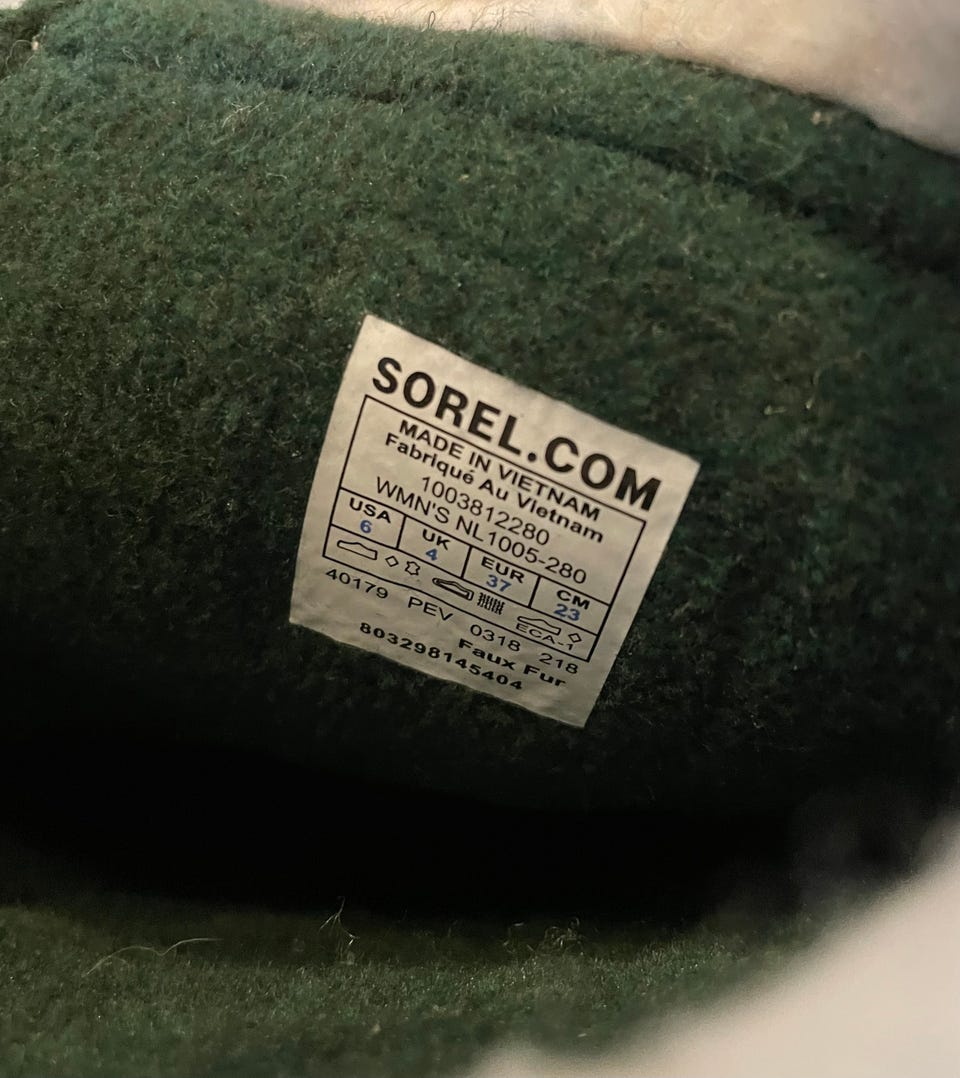 SOREL.COM
MADE IN VIETNAM
Fabriqué Au Vietnam
1003812280
WMN'S NL1005-280
USA UK EUR CM
6 4 37 23
ECA-1
40179 PEV 0318 218
Faux Fur
803298145404